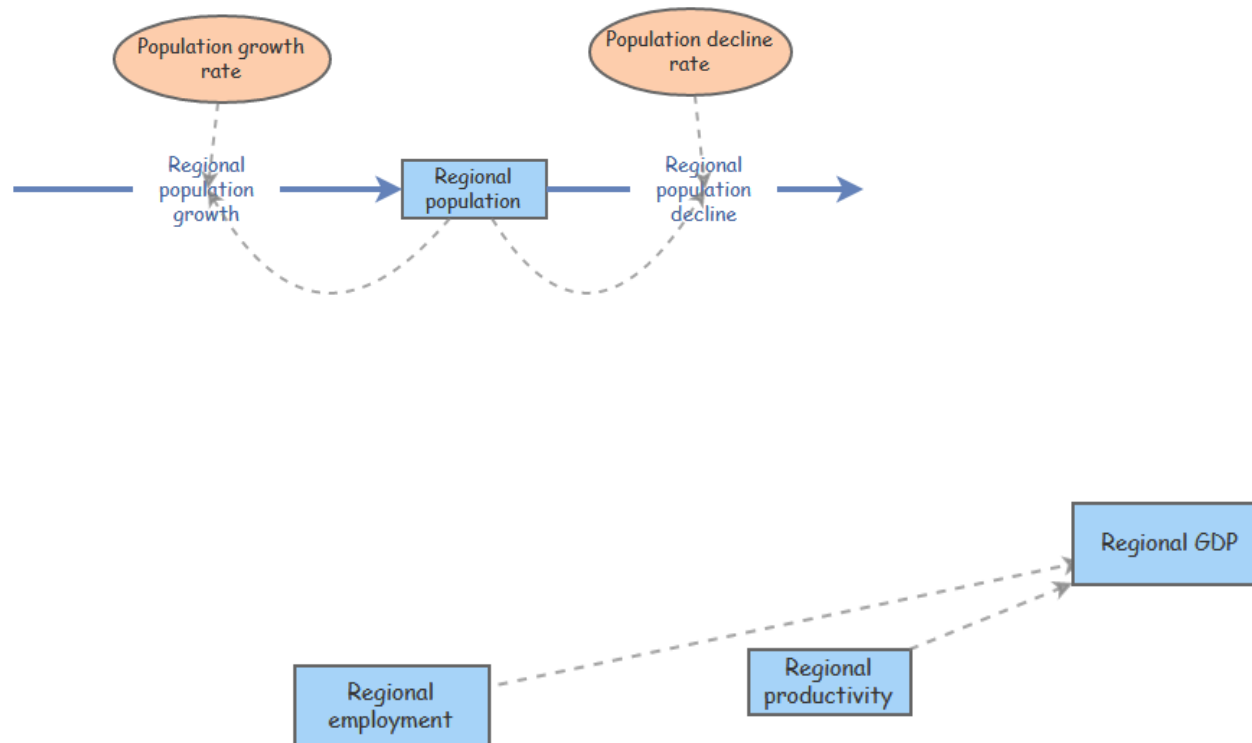 Population growth
rate
Population decline
rate
Regional
population
growth
Regional
population
Regional
population
decline
Regional GDP
Regional
employment
Regional
productivity